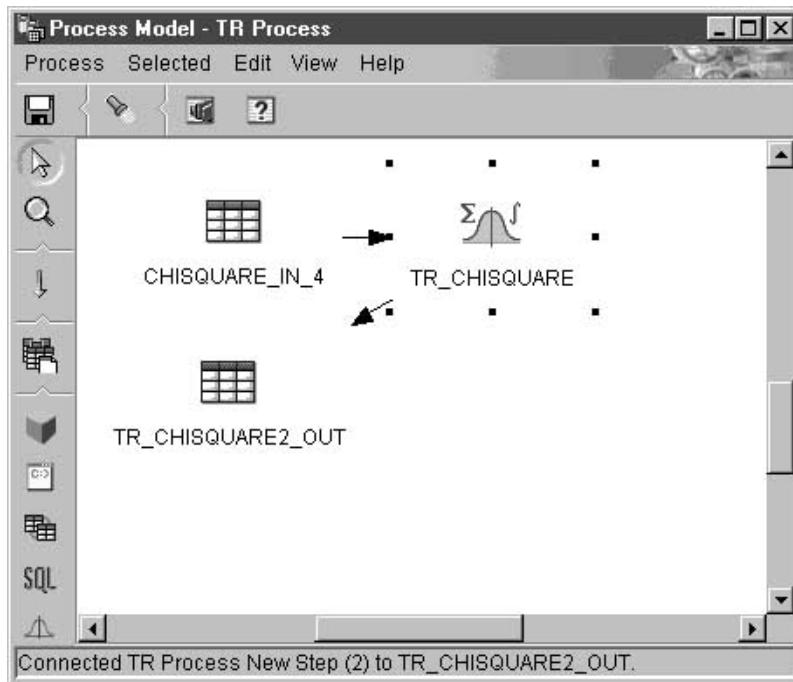 Process Model - TR Process
Process Selected Edit View Help
CHISQUARE_IN_4
TR_CHISQUARE
TR_CHISQUARE2_OUT
SQL
Connected TR Process New Step (2) to TR_CHISQUARE2_OUT.